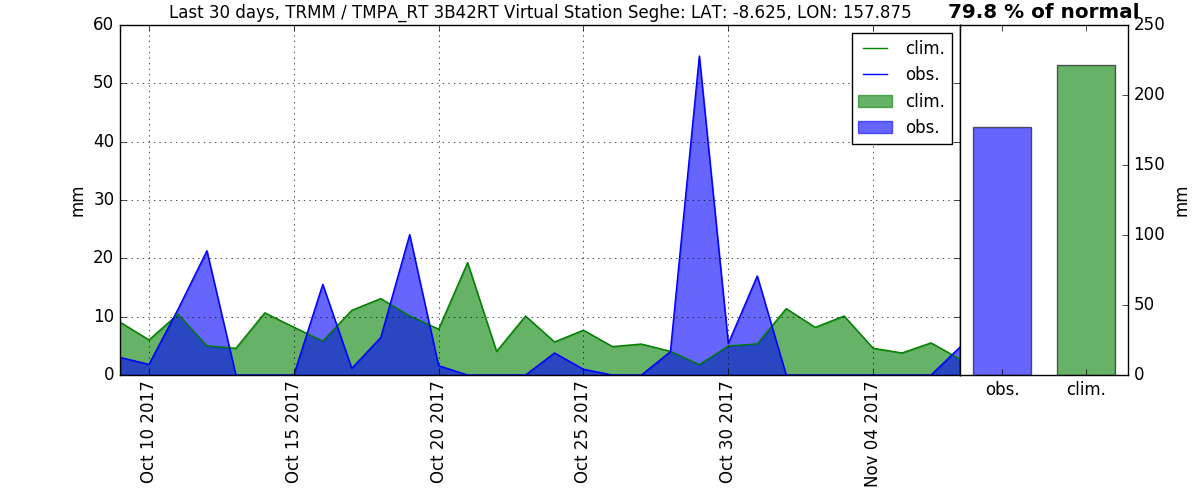 Last 30 days, TRMM / TMPA_RT 3B42RT Virtual Station Seghe: LAT: -8.625, LON: 157.875
79.8 % of normal
60
50
40
30
20
10
0
mm
clim.
obs.
clim.
obs.
Oct 10 2017
Oct 15 2017
Oct 20 2017
Oct 25 2017
Oct 30 2017
Nov 04 2017
250
200
150
100
50
0
mm
obs.
clim.